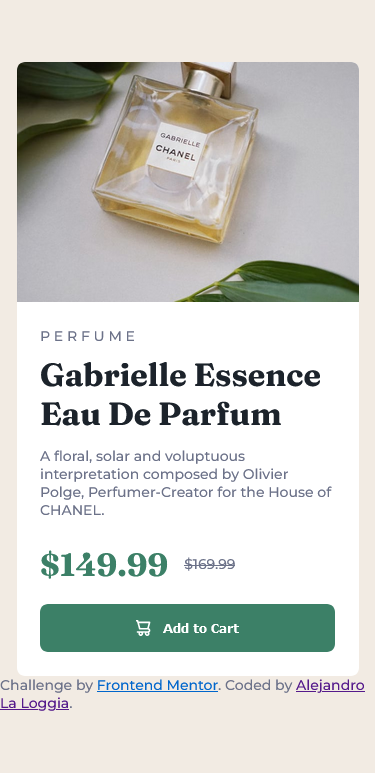 GABRIELLE
CHANEL
PARIS
PERFUME
Gabrielle Essence
Eau De Parfum
A floral, solar and voluptuous
interpretation composed by Olivier
Polge, Perfumer-Creator for the House of
CHANEL.
$149.99 $169.99
Add to Cart
Challenge by Frontend Mentor. Coded by Alejandro
La Loggia.